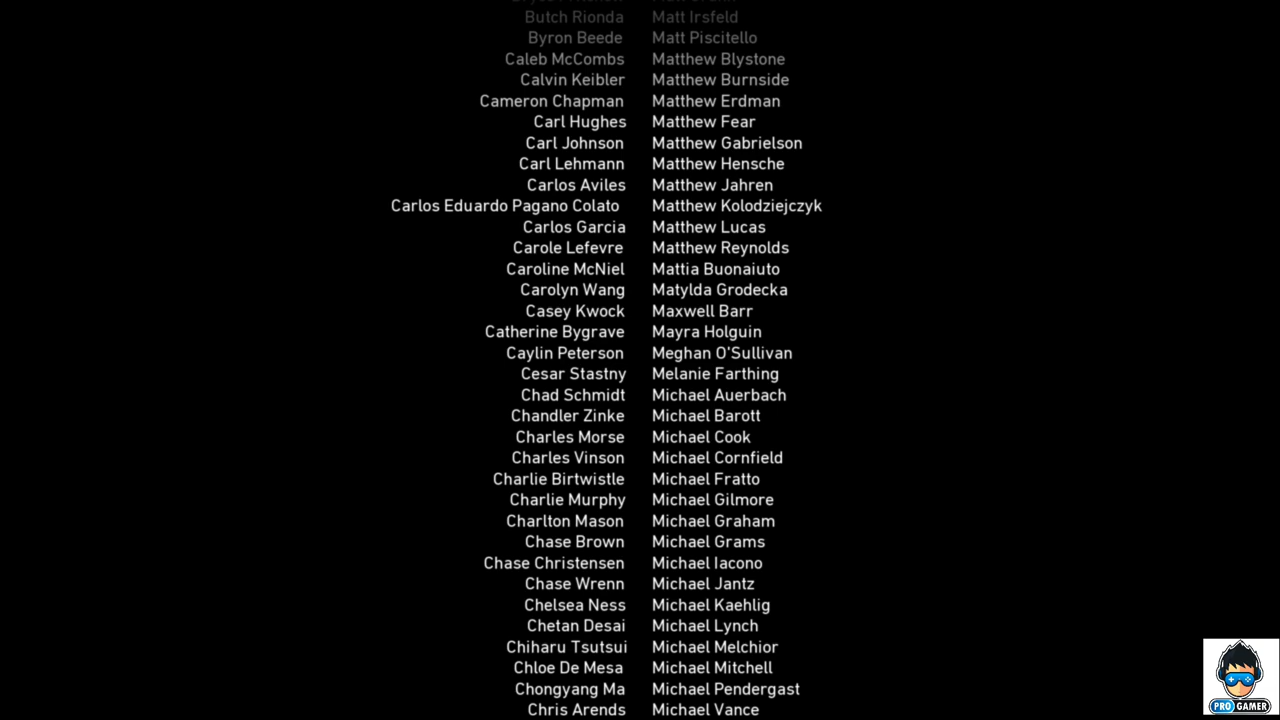 Butch Rionda Matt Irsfeld
Byron Beede Matt Piscitello
Caleb McCombs Matthew Blystone
Calvin Keibler Matthew Burnside
Cameron Chapman Matthew Erdman
Carl Hughes Matthew Fear
Carl Johnson Matthew Gabrielson
Carl Lehmann Matthew Hensche
Carlos Aviles Matthew Jahren
Carlos Eduardo Pagano Colato Matthew Kolodziejczyk
Carlos Garcia Matthew Lucas
Carole Lefevre Matthew Reynolds
Caroline McNiel Mattia Buonaiuto
Carolyn Wang Matylda Grodecka
Casey Kwock Maxwell Barr
Catherine Bygrave Mayra Holguin
Caylin Peterson Meghan O'Sullivan
Cesar Stastny Melanie Farthing
Chad Schmidt Michael Auerbach
Chandler Zinke Michael Barott
Charles Morse Michael Cook
Charles Vinson Michael Cornfield
Charlie Birtwistle Michael Fratto
Charlie Murphy Michael Gilmore
Charlton Mason Michael Graham
Chase Brown Michael Grams
Chase Christensen Michael Iacono
Chase Wrenn Michael Jantz
Chelsea Ness Michael Kaehlig
Chetan Desai Michael Lynch
Chiharu Tsutsui Michael Melchior
Chloe De Mesa Michael Mitchell
Chongyang Ma Michael Pendergast
Chris Arends Michael Vance
PRO GAMER